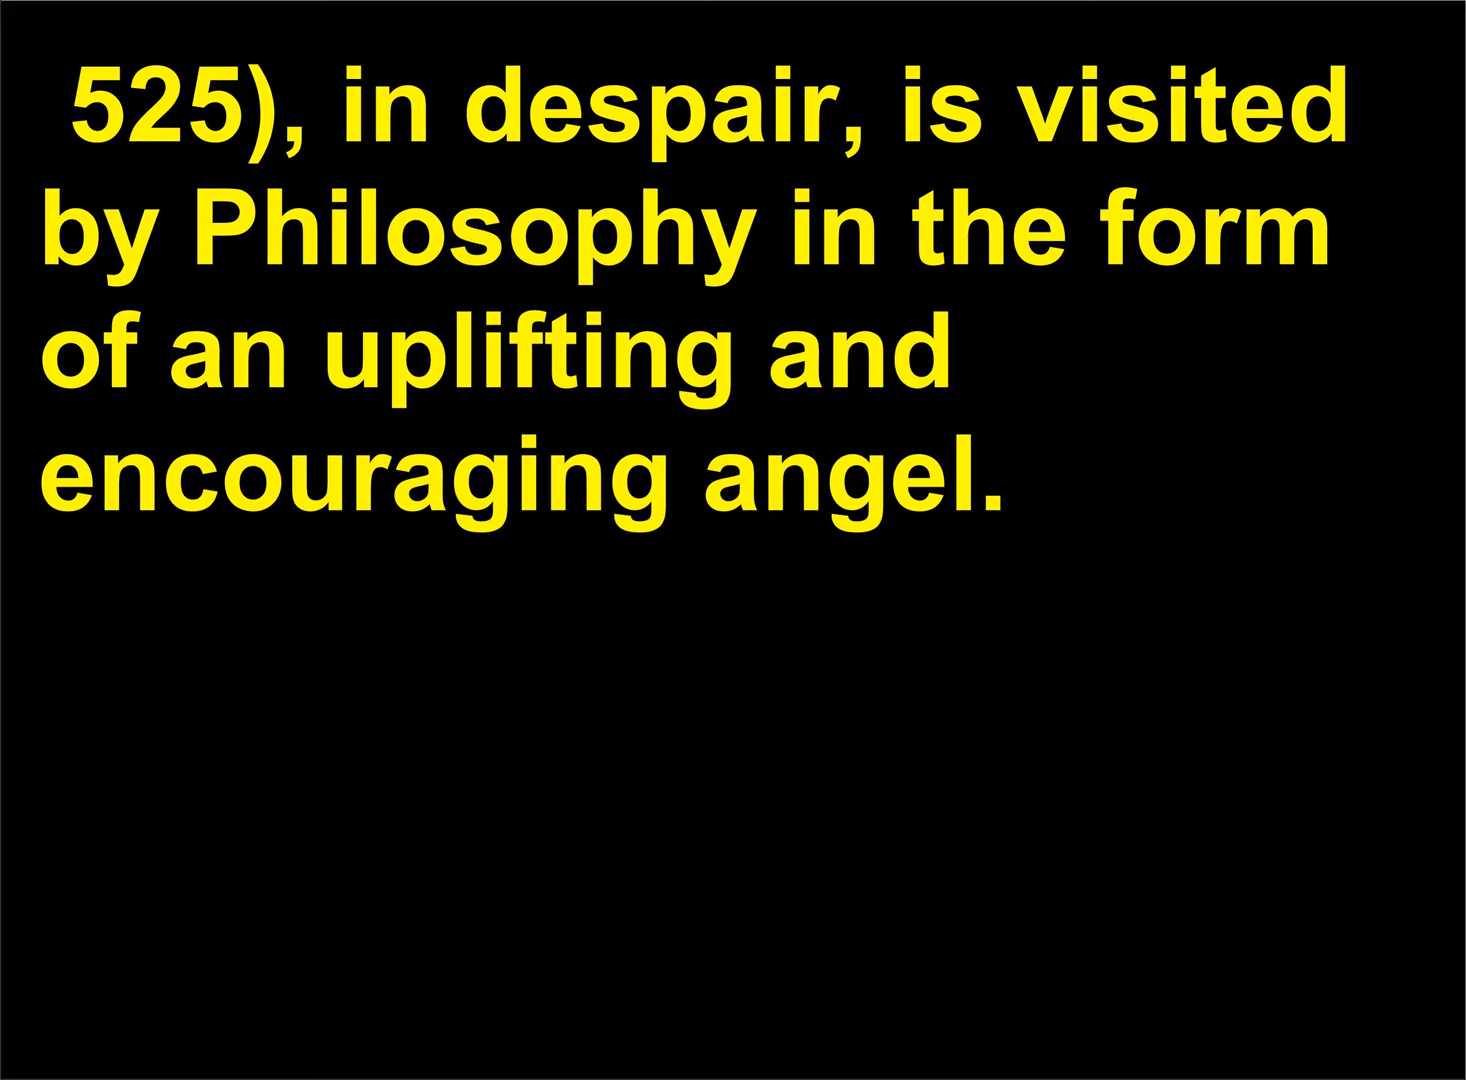 525), in despair, is visited
by Philosophy in the form
of an uplifting and
encouraging angel.